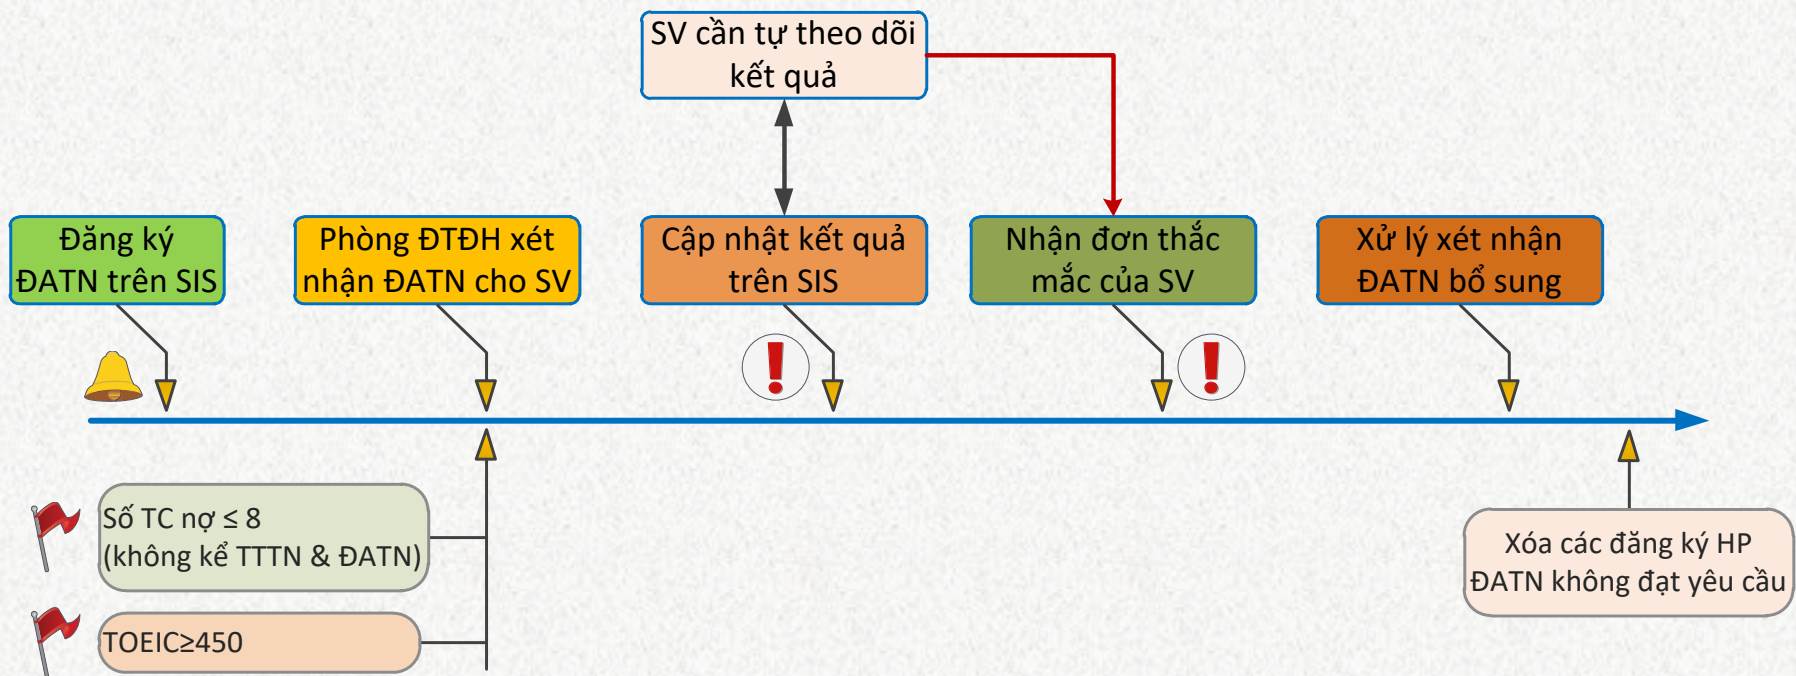 SV cần tự theo dõi
kết quả
Đăng ký
ĐATN trên SIS
Phòng ĐTĐH xét
nhận ĐATN cho SV
Cập nhật kết quả
trên SIS
Nhận đơn thắc
mắc của SV
Xử lý xét nhận
ĐATN bổ sung
Số TC nợ ≤ 8
(không kể TTTN & ĐATN)
TOEIC≥450
Xóa các đăng ký HP
ĐATN không đạt yêu cầu